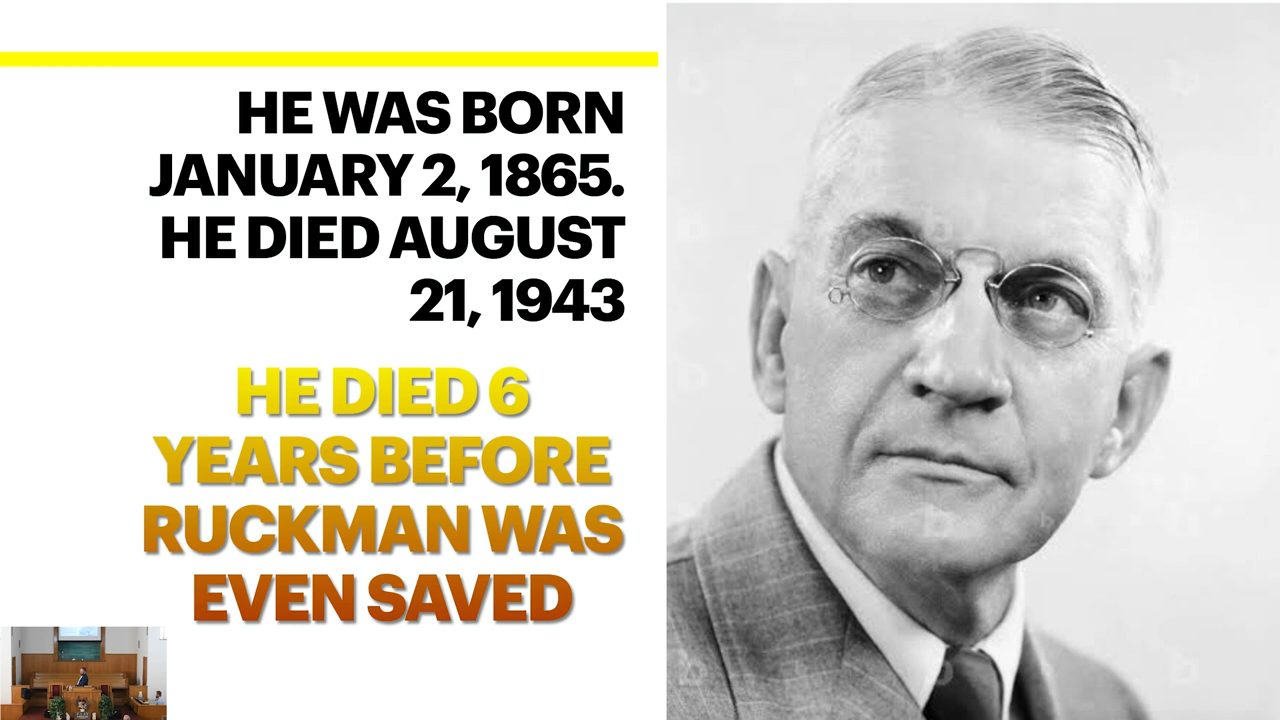 HE WAS BORN
JANUARY 2, 1865.
HE DIED AUGUST
21, 1943
HE DIED 6
YEARS BEFORE
RUCKMAN WAS
EVEN SAVED